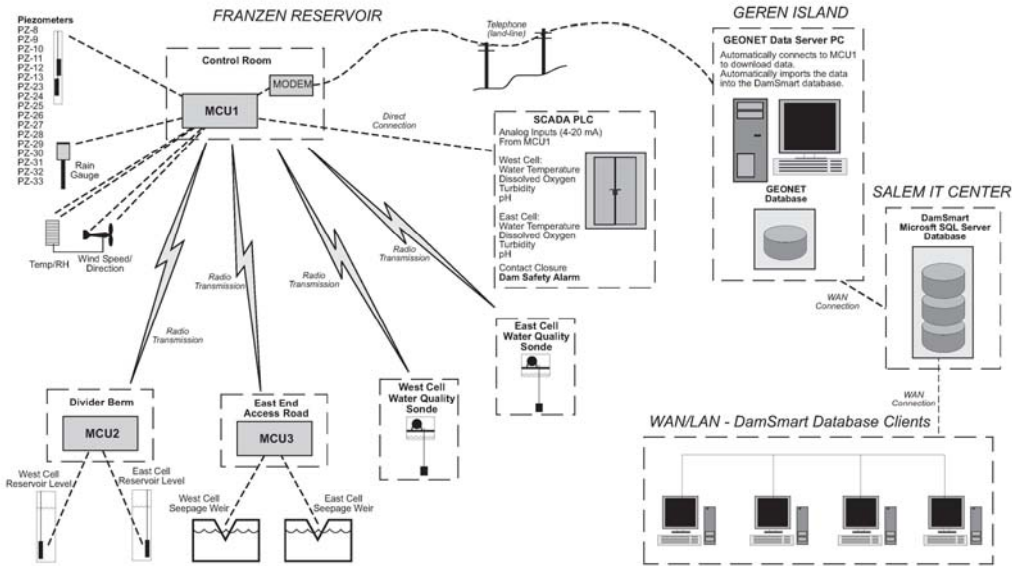 FRANZEN RESERVOIR
GEREN ISLAND
Piezometers
PZ-8
PZ-9
PZ-10
PZ-11
PZ-12
PZ-13
PZ-23
PZ-24
PZ-25
PZ-26
PZ-27
PZ-28
PZ-29
PZ-30
PZ-31
PZ-32
PZ-33
Rain
Gauge
Temp/RH
Wind Speed/
Direction
Control Room
MODEM
MCU1
Telephone
(land-line)
Direct
Connection
SCADA PLC
Analog Inputs (4-20 mA)
From MCU1
West Cell:
Water Temperature
Dissolved Oxygen
Turbidity
pH
East Cell:
Water Temperature
Dissolved Oxygen
Turbidity
pH
Contact Closure
Dam Safety Alarm
GEONET Data Server PC
Automatically connects to MCU1
to download data.
Automatically imports the data
into the DamSmart database.
GEONET
Database
SALEM IT CENTER
DamSmart
Microsft SQL Server
Database
WAN
Connection
WAN
Connection
Radio
Transmission
Radio
Transmission
Radio
Transmission
Radio
Transmission
East Cell
Water Quality
Sonde
West Cell
Water Quality
Sonde
Divider Berm
MCU2
East End
Access Road
MCU3
West Cell
Reservoir Level
East Cell
Reservoir Level
West Cell
Seepage Weir
East Cell
Seepage Weir
WAN/LAN - DamSmart Database Clients